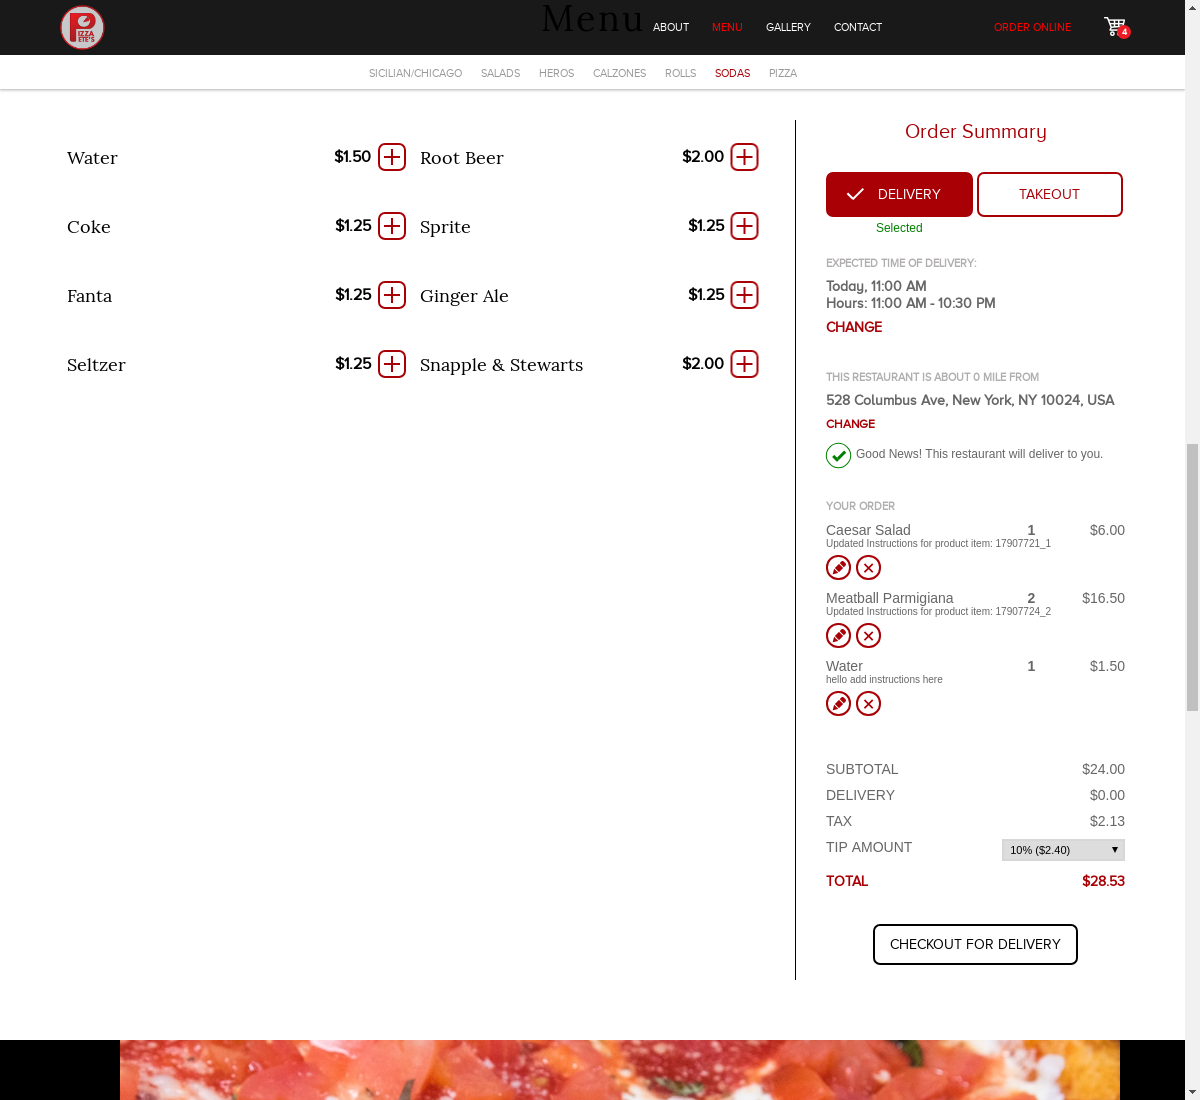 PIZZA
ETE'S
Menu
ABOUT
MENU
GALLERY
CONTACT
ORDER ONLINE
4
SICILIAN/CHICAGO
SALADS
HEROS
CALZONES
ROLLS
SODAS
PIZZA
Water $1.50
Root Beer $2.00
Coke $1.25
Sprite $1.25
Fanta $1.25
Ginger Ale $1.25
Seltzer $1.25
Snapple & Stewarts $2.00
Order Summary
DELIVERY
TAKEOUT
Selected
EXPECTED TIME OF DELIVERY:
Today, 11:00 AM
Hours: 11:00 AM - 10:30 PM
CHANGE
THIS RESTAURANT IS ABOUT 0 MILE FROM
528 Columbus Ave, New York, NY 10024, USA
CHANGE
Good News! This restaurant will deliver to you.
YOUR ORDER
Caesar Salad 1 $6.00
Updated Instructions for product item: 17907721_1
Meatball Parmigiana 2 $16.50
Updated Instructions for product item: 17907724_2
Water 1 $1.50
hello add instructions here
SUBTOTAL $24.00
DELIVERY $0.00
TAX $2.13
TIP AMOUNT 10% ($2.40)
TOTAL $28.53
CHECKOUT FOR DELIVERY